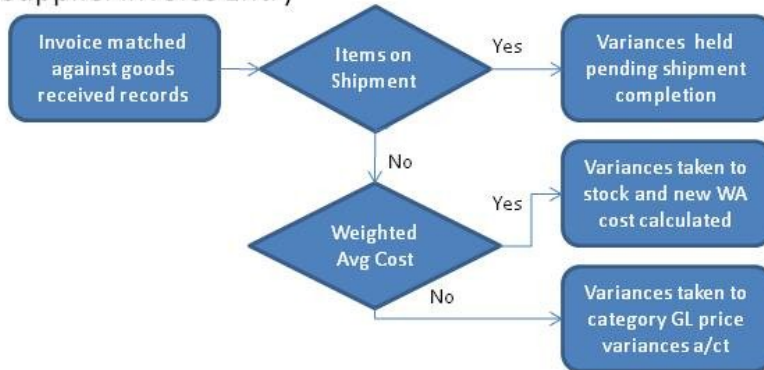 Supplier Invoice Entry
Invoice matched
against goods
received records
Items on
Shipment
Yes
Variances held
pending shipment
completion
No
Weighted
Avg Cost
Yes
Variances taken to
stock and new WA
cost calculated
No
Variances taken to
category GL price
variances a/ct